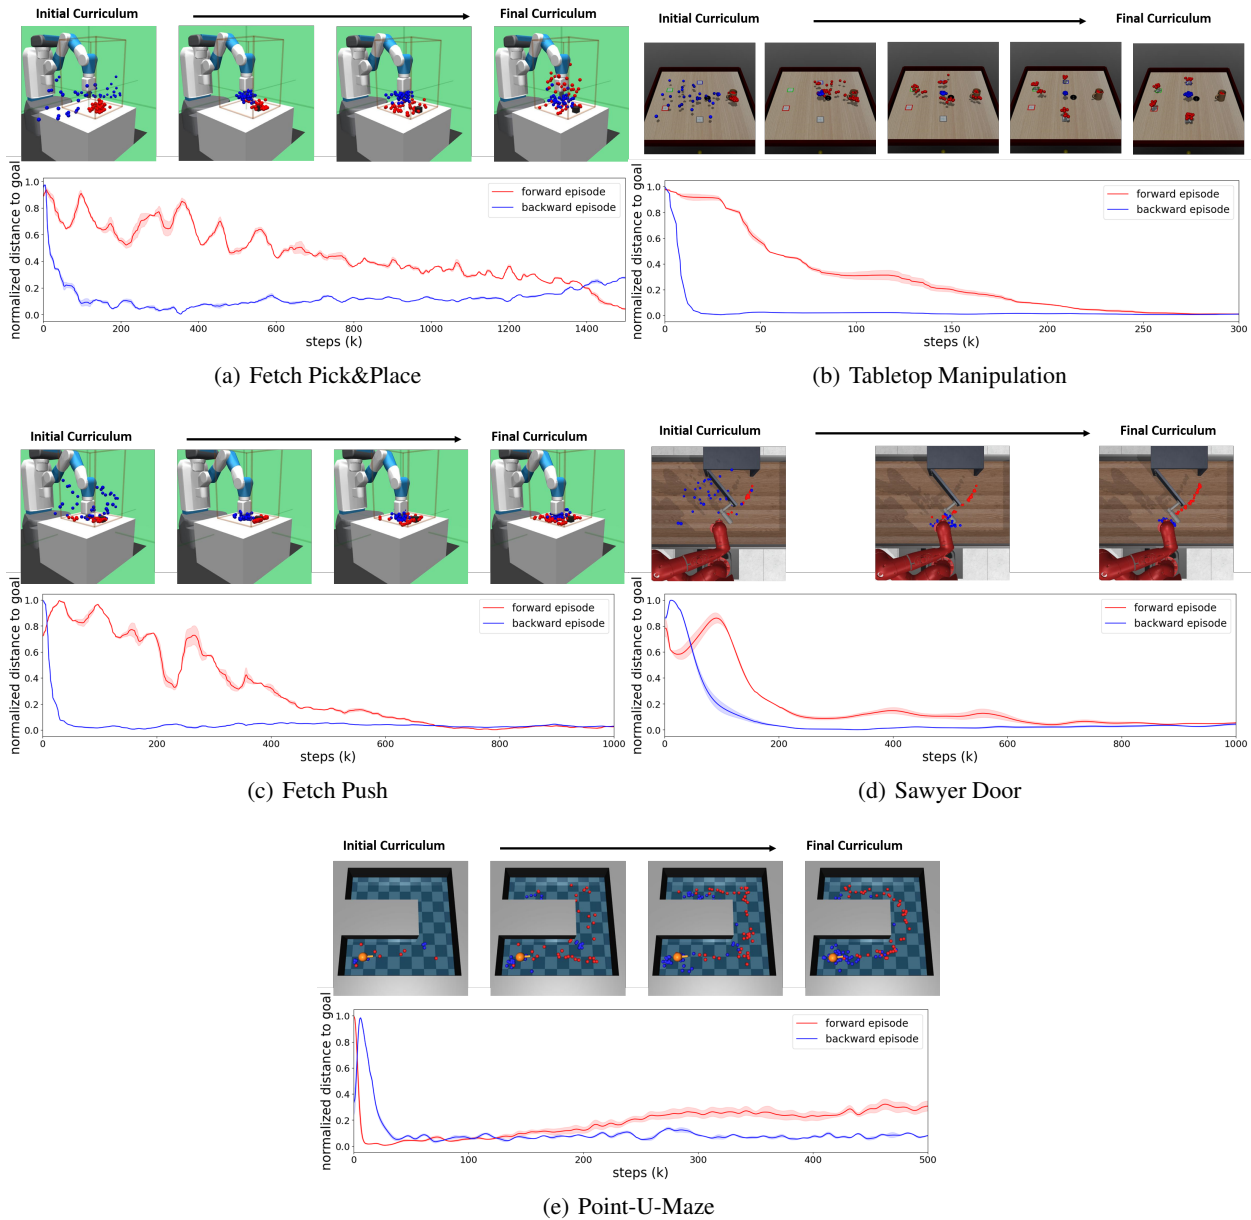 Initial Curriculum
Final Curriculum
normalized distance to goal
1.0
0.8
0.6
0.4
0.2
0.0
forward episode
backward episode
0 200 400 600 800 1000 1200 1400
steps (k)
(a) Fetch Pick&Place
Initial Curriculum
Final Curriculum
normalized distance to goal
1.0
0.8
0.6
0.4
0.2
0.0
forward episode
backward episode
0 50 100 150 200 250 300
steps (k)
(b) Tabletop Manipulation
Initial Curriculum
Final Curriculum
normalized distance to goal
1.0
0.8
0.6
0.4
0.2
0.0
forward episode
backward episode
0 200 400 600 800 1000
steps (k)
(c) Fetch Push
Initial Curriculum
Final Curriculum
normalized distance to goal
1.0
0.8
0.6
0.4
0.2
0.0
forward episode
backward episode
0 200 400 600 800 1000
steps (k)
(d) Sawyer Door
Initial Curriculum
Final Curriculum
normalized distance to goal
1.0
0.8
0.6
0.4
0.2
0.0
forward episode
backward episode
0 100 200 300 400 500
steps (k)
(e) Point-U-Maze